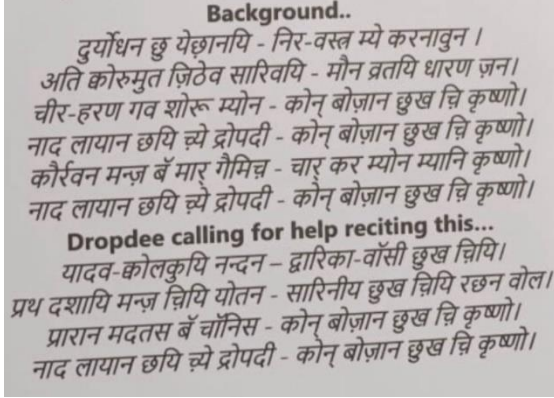 Background..
दुर्योधन छु येछ़ानयि - निर-वस्त्र म्ये करनावुन ।
अति क्वोरुमुत ज़िठेव सारिवयि - मौन व्रतयि धारण ज़न।
चीर-हरण गव शोरू म्योन - कोन् बोज़ान छुख च़ि कृष्णो।
नाद लायान छयि च़्ये द्रोपदी - कोन् बोज़ान छुख च़ि कृष्णो।
कौरवन मन्ज़ बॅ मार् गैमिच़ - चार् कर म्योन म्यानि कृष्णो।
नाद लायान छयि च़्ये द्रोपदी - कोन् बोज़ान छुख च़ि कृष्णो।
Dropdee calling for help reciting this...
यादव-क्वोलकुयि नन्दन – द्वारिका-वॉसी छुख च़ियि।
प्रथ दशायि मन्ज़ च़ियि योतन - सारिनीय छुख च़ियि रछन वोल।
प्रारान मदतस बॅ चॉनिस - कोन् बोज़ान छुख च़ि कृष्णो।
नाद लायान छयि च़्ये द्रोपदी - कोन् बोज़ान छुख च़ि कृष्णो।